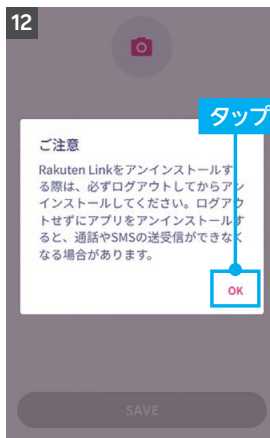 12
タップ
ご注意
Rakuten Linkをアンインストールす
る際は、必ずログアウトしてからアン
インストールしてください。ログアウ
トせずにアプリをアンインストールす
ると、通話やSMSの送受信ができなく
なる場合があります。
OK
SAVE